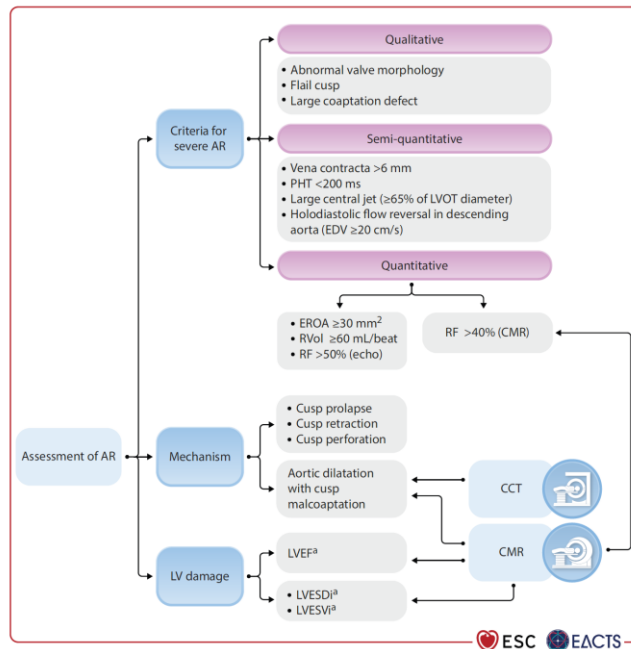 Qualitative
• Abnormal valve morphology
• Flail cusp
• Large coaptation defect
Criteria for
severe AR
Semi-quantitative
• Vena contracta >6 mm
• PHT <200 ms
• Large central jet (≥65% of LVOT diameter)
• Holodiastolic flow reversal in descending
aorta (EDV ≥20 cm/s)
Quantitative
• EROA ≥30 mm²
• RVol ≥60 mL/beat
• RF >50% (echo)
RF >40% (CMR)
Assessment of AR
Mechanism
• Cusp prolapse
• Cusp retraction
• Cusp perforation
Aortic dilatation
with cusp
malcoaptation
CCT
CMR
LV damage
LVEFᵃ
• LVESDiᵃ
• LVESViᵃ
ESC
EACTS